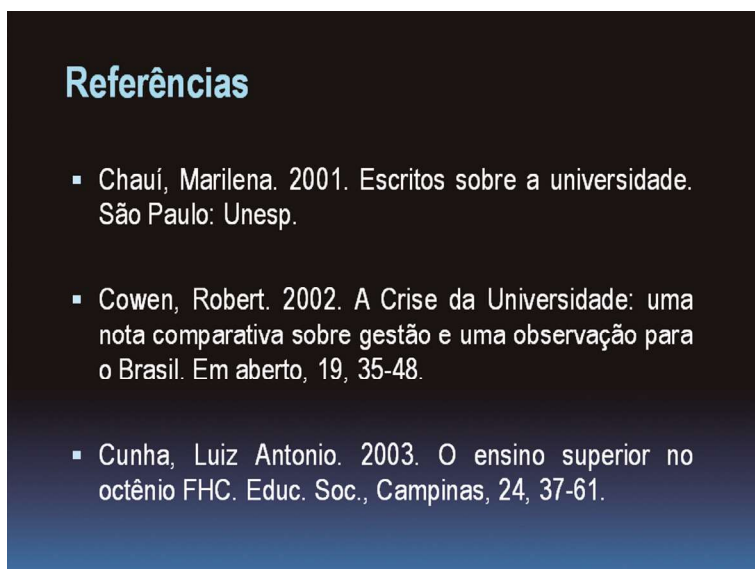 Referências
▪ Chauí, Marilena. 2001. Escritos sobre a universidade.
São Paulo: Unesp.
▪ Cowen, Robert. 2002. A Crise da Universidade: uma
nota comparativa sobre gestão e uma observação para
o Brasil. Em aberto, 19, 35-48.
▪ Cunha, Luiz Antonio. 2003. O ensino superior no
octênio FHC. Educ. Soc., Campinas, 24, 37-61.